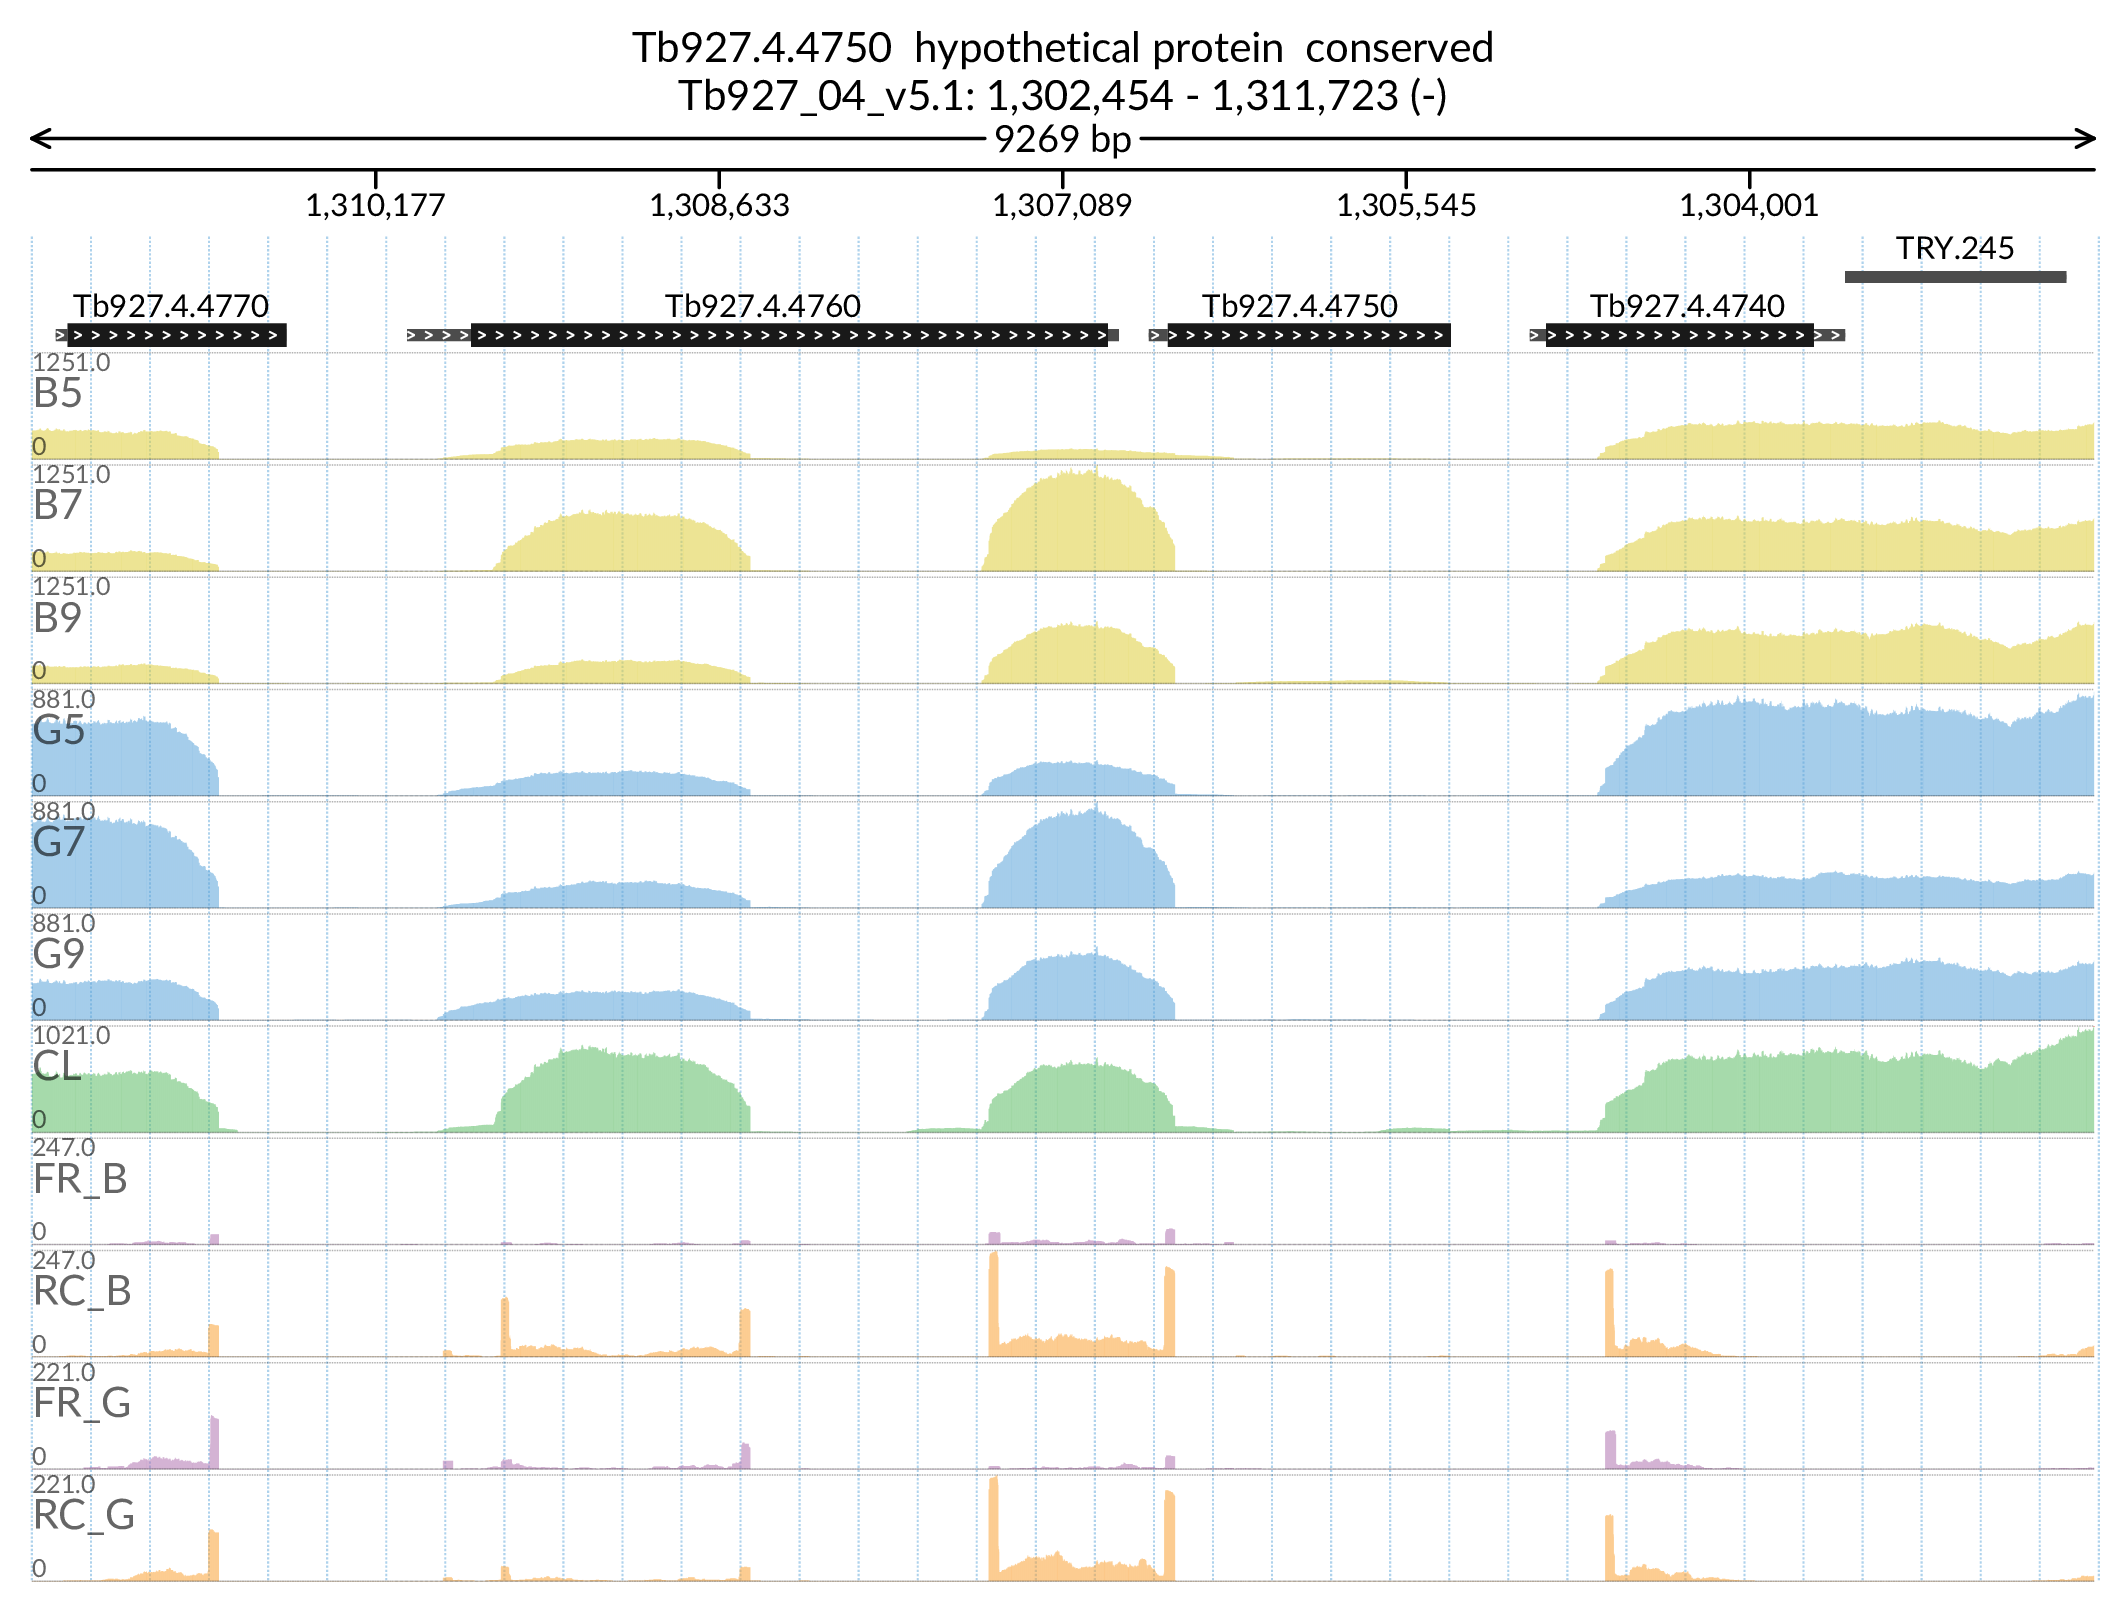 Tb927.4.4750  hypothetical protein  conserved
Tb927_04_v5.1: 1,302,454 - 1,311,723 (-)
9269 bp
1,310,177 1,308,633 1,307,089 1,305,545 1,304,001
TRY.245
Tb927.4.4770 Tb927.4.4760 Tb927.4.4750 Tb927.4.4740
1251.0
B5
0
1251.0
B7
0
1251.0
B9
0
881.0
G5
0
881.0
G7
0
881.0
G9
0
1021.0
CL
0
247.0
FR_B
0
247.0
RC_B
0
221.0
FR_G
0
221.0
RC_G
0